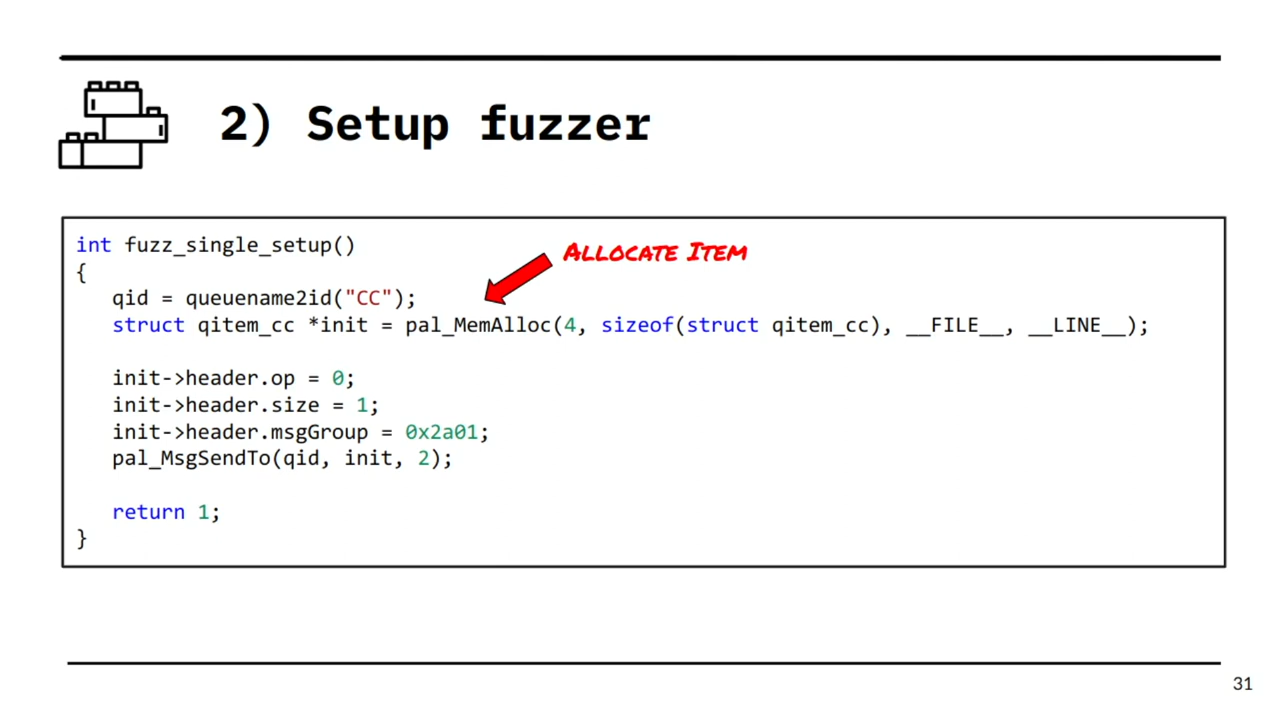 2) Setup fuzzer
int fuzz_single_setup()
ALLOCATE ITEM
{
qid = queuename2id("CC");
struct qitem_cc *init = pal_MemAlloc(4, sizeof(struct qitem_cc), __FILE__, __LINE__);
init->header.op = 0;
init->header.size = 1;
init->header.msgGroup = 0x2a01;
pal_MsgSendTo(qid, init, 2);
return 1;
}
31